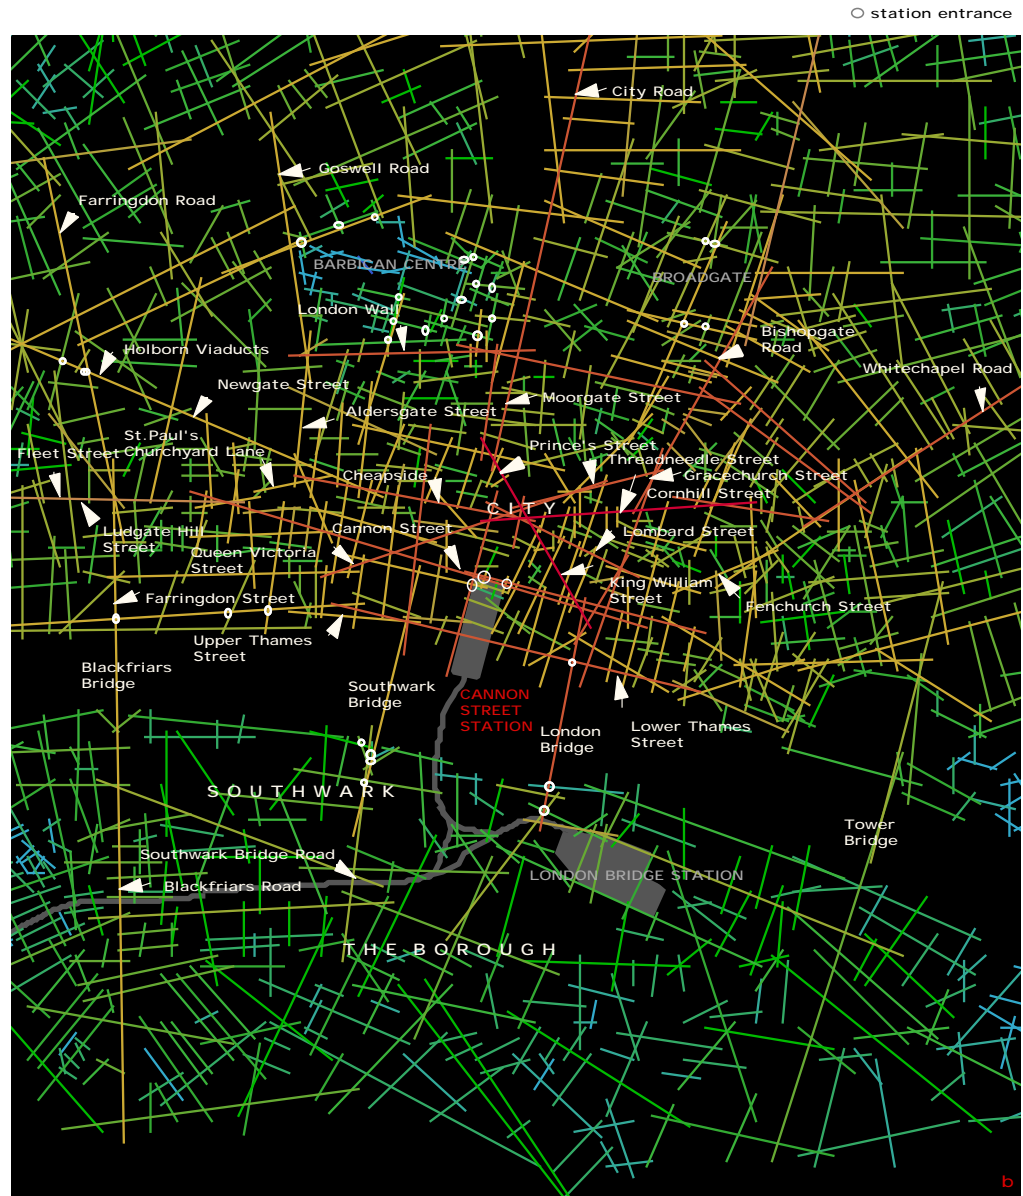 station entrance
City Road
Goswell Road
Farringdon Road
BARBICAN CENTRE
BROADGATE
London Wall
Bishopgate
Road
Holborn Viaducts
Whitechapel Road
Newgate Street
Moorgate Street
Aldersgate Street
St.Paul's
Churchyard Lane
Fleet Street
Prince's Street
Threadneedle Street
Cheapside
Gracechurch Street
Cornhill Street
CITY
Ludgate Hill
Street
Cannon Street
Lombard Street
Queen Victoria
Street
King William
Street
Farringdon Street
Fenchurch Street
Upper Thames
Street
Blackfriars
Bridge
Southwark
Bridge
CANNON
STREET
STATION
London
Bridge
Lower Thames
Street
SOUTHWARK
Tower
Bridge
Southwark Bridge Road
LONDON BRIDGE STATION
Blackfriars Road
THE BOROUGH
b